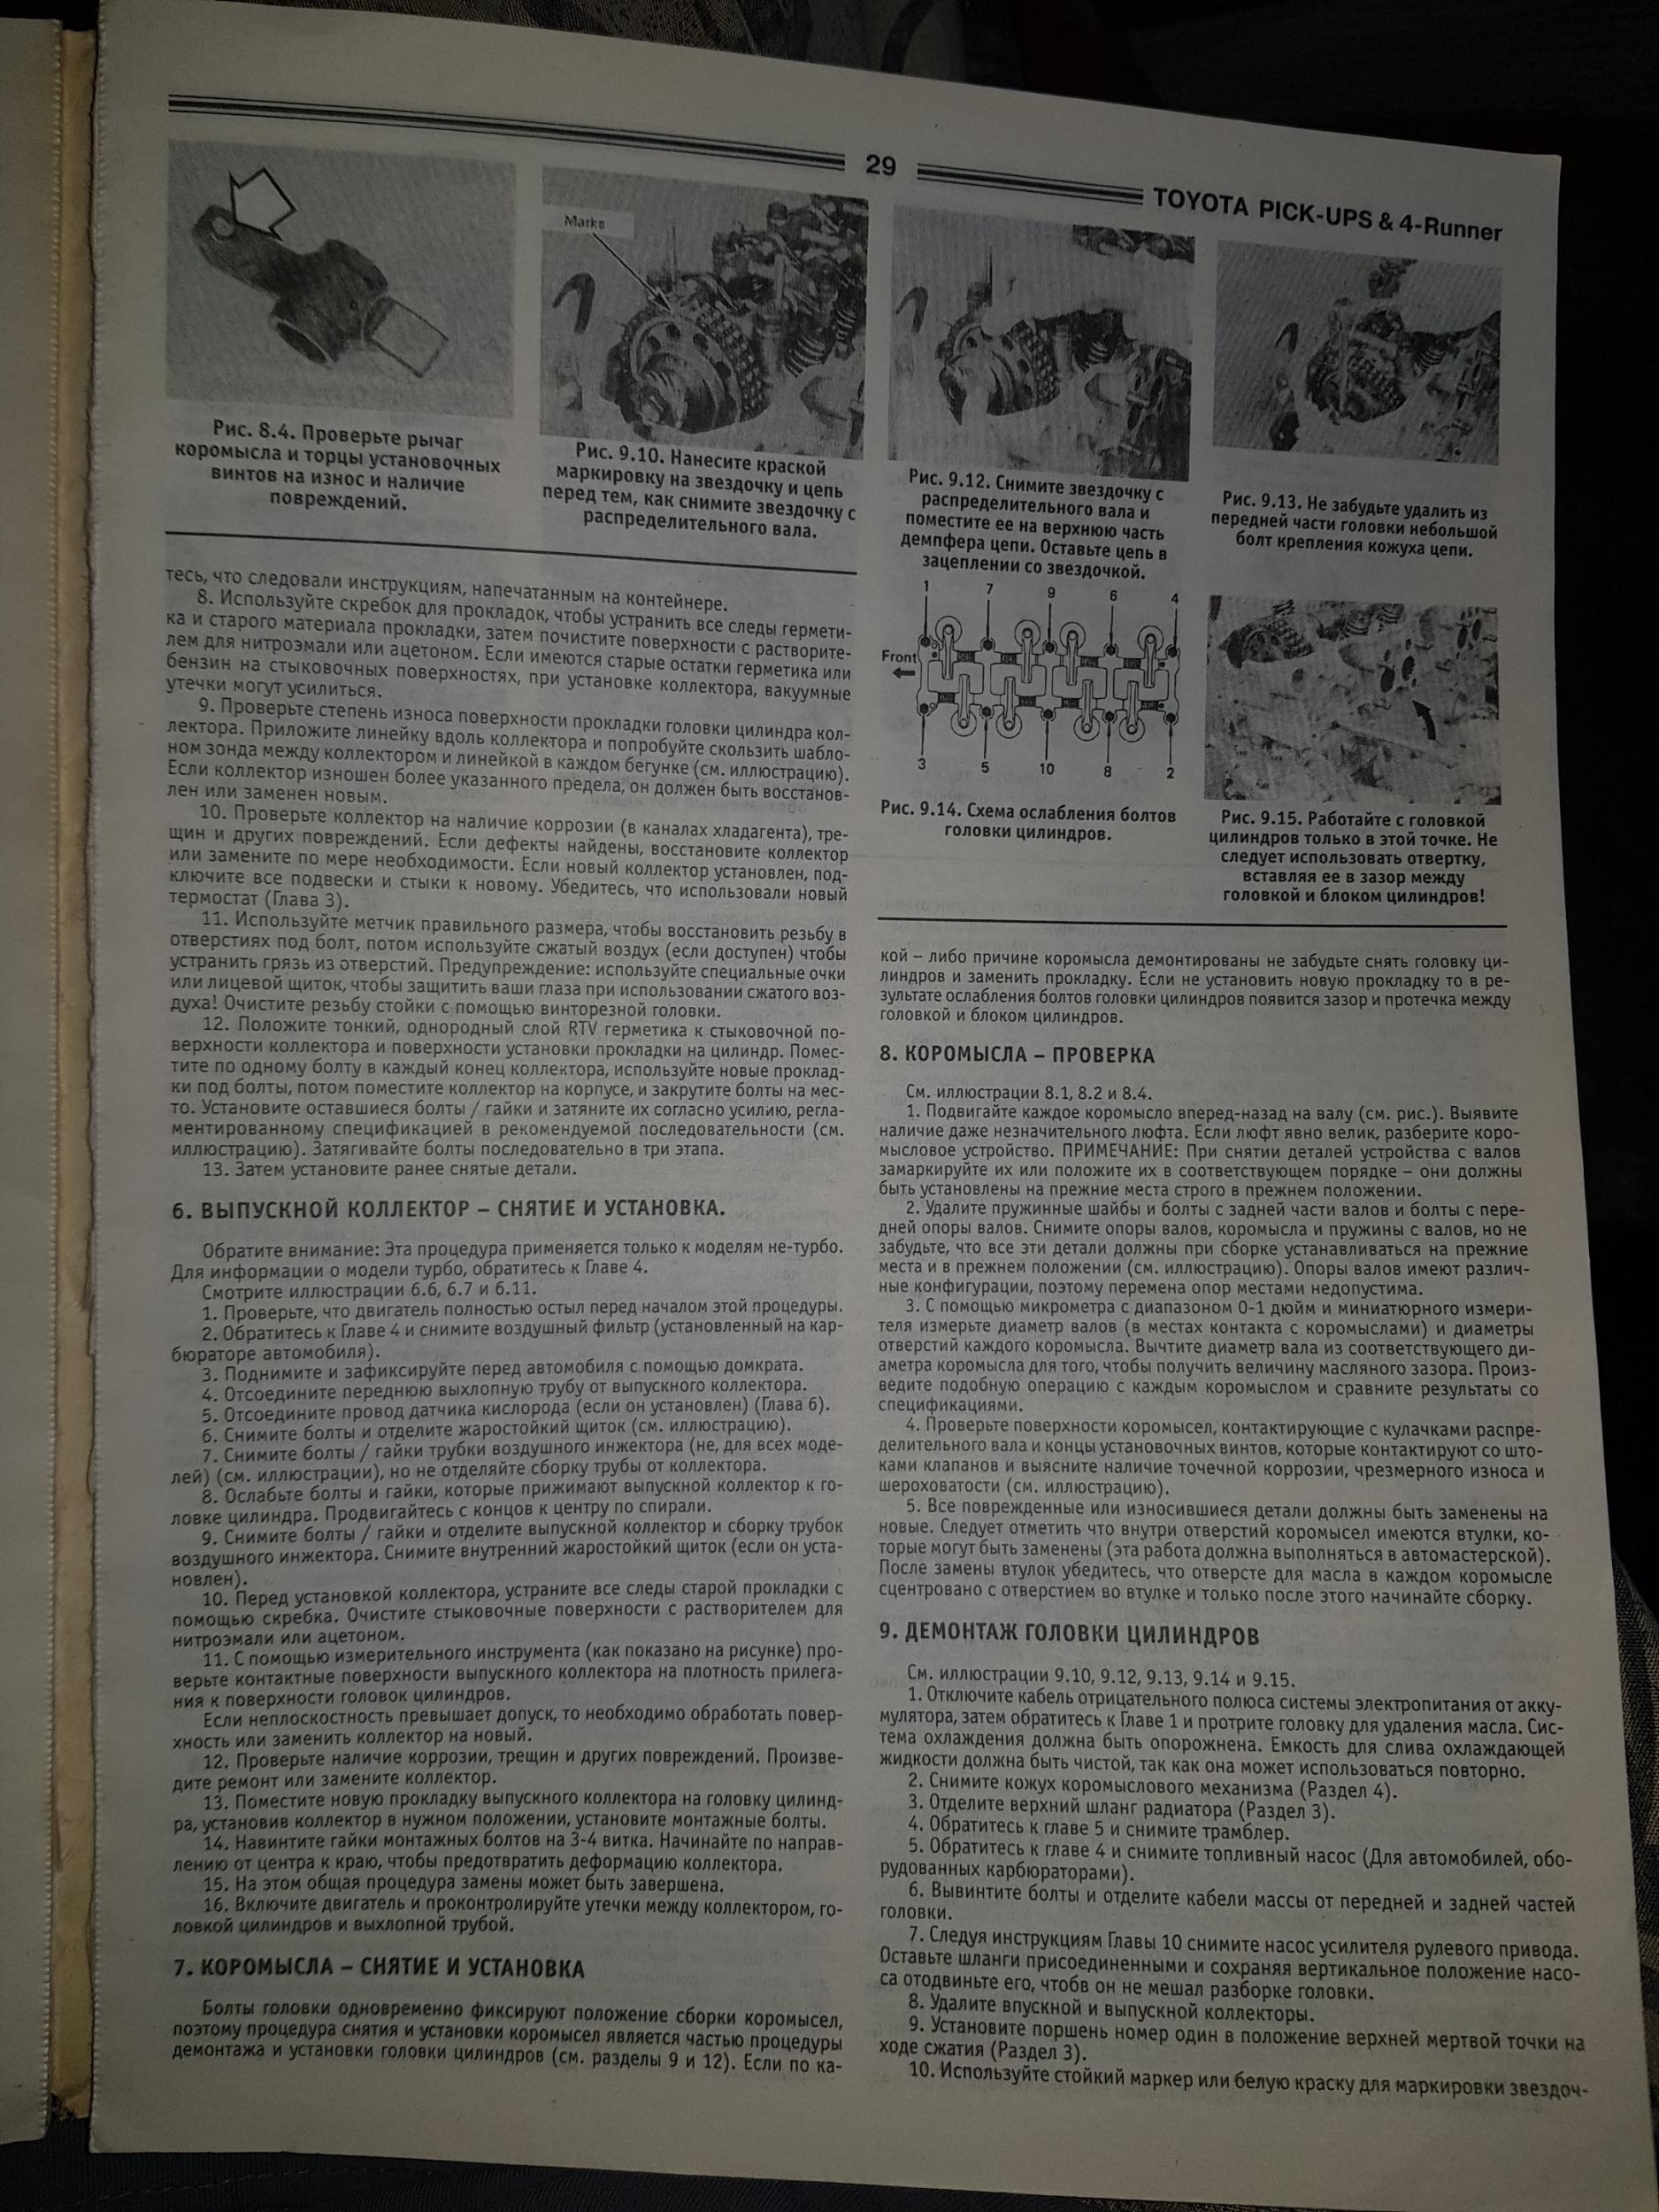 29
TOYOTA PICK-UPS & 4-Runner
Рис. 8.4. Проверьте рычаг
коромысла и торцы установочных
винтов на износ и наличие
повреждений.
Marks
Рис. 9.10. Нанесите краской
маркировку на звездочку и цепь
перед тем, как снимите звездочку с
распределительного вала.
Рис. 9.12. Снимите звездочку с
распределительного вала и
поместите ее на верхнюю часть
демпфера цепи. Оставьте цепь в
зацеплении со звездочкой.
Рис. 9.13. Не забудьте удалить из
передней части головки небольшой
болт крепления кожуха цепи.
1 7 9 6 4
Front
3 5 10 8 2
Рис. 9.14. Схема ослабления болтов
головки цилиндров.
Рис. 9.15. Работайте с головкой
цилиндров только в этой точке. Не
следует использовать отвертку,
вставляя ее в зазор между
головкой и блоком цилиндров!
тесь, что следовали инструкциям, напечатанным на контейнере.
8. Используйте скребок для прокладок, чтобы устранить все следы гермети-
ка и старого материала прокладки, затем почистите поверхности с растворите-
лем для нитроэмали или ацетоном. Если имеются старые остатки герметика или
бензин на стыковочных поверхностях, при установке коллектора, вакуумные
утечки могут усилиться.
9. Проверьте степень износа поверхности прокладки головки цилиндра кол-
лектора. Приложите линейку вдоль коллектора и попробуйте скользить шабло-
ном зонда между коллектором и линейкой в каждом бегунке (см. иллюстрацию).
Если коллектор изношен более указанного предела, он должен быть восстанов-
лен или заменен новым.
10. Проверьте коллектор на наличие коррозии (в каналах хладагента), тре-
щин и других повреждений. Если дефекты найдены, восстановите коллектор
или замените по мере необходимости. Если новый коллектор установлен, под-
ключите все подвески и стыки к новому. Убедитесь, что использовали новый
термостат (Глава 3).
11. Используйте метчик правильного размера, чтобы восстановить резьбу в
отверстиях под болт, потом используйте сжатый воздух (если доступен) чтобы
устранить грязь из отверстий. Предупреждение: используйте специальные очки
или лицевой щиток, чтобы защитить ваши глаза при использовании сжатого воз-
духа! Очистите резьбу стойки с помощью винторезной головки.
12. Положите тонкий, однородный слой RTV герметика к стыковочной по-
верхности коллектора и поверхности установки прокладки на цилиндр. Помес-
тите по одному болту в каждый конец коллектора, используйте новые проклад-
ки под болты, потом поместите коллектор на корпусе, и закрутите болты на мес-
то. Установите оставшиеся болты / гайки и затяните их согласно усилию, регла-
ментированному спецификацией в рекомендуемой последовательности (см.
иллюстрацию). Затягивайте болты последовательно в три этапа.
13. Затем установите ранее снятые детали.
6. ВЫПУСКНОЙ КОЛЛЕКТОР – СНЯТИЕ И УСТАНОВКА.
Обратите внимание: Эта процедура применяется только к моделям не-турбо.
Для информации о модели турбо, обратитесь к Главе 4.
Смотрите иллюстрации 6.6, 6.7 и 6.11.
1. Проверьте, что двигатель полностью остыл перед началом этой процедуры.
2. Обратитесь к Главе 4 и снимите воздушный фильтр (установленный на кар-
бюраторе автомобиля).
3. Поднимите и зафиксируйте перед автомобиля с помощью домкрата.
4. Отсоедините переднюю выхлопную трубу от выпускного коллектора.
5. Отсоедините провод датчика кислорода (если он установлен) (Глава 6).
6. Снимите болты и отделите жаростойкий щиток (см. иллюстрацию).
7. Снимите болты / гайки трубки воздушного инжектора (не, для всех моде-
лей) (см. иллюстрации), но не отделяйте сборку трубы от коллектора.
8. Ослабьте болты и гайки, которые прижимают выпускной коллектор к го-
ловке цилиндра. Продвигайтесь с концов к центру по спирали.
9. Снимите болты / гайки и отделите выпускной коллектор и сборку трубок
воздушного инжектора. Снимите внутренний жаростойкий щиток (если он уста-
новлен).
10. Перед установкой коллектора, устраните все следы старой прокладки с
помощью скребка. Очистите стыковочные поверхности с растворителем для
нитроэмали или ацетоном.
11. С помощью измерительного инструмента (как показано на рисунке) про-
верьте контактные поверхности выпускного коллектора на плотность прилега-
ния к поверхности головок цилиндров.
Если неплоскостность превышает допуск, то необходимо обработать повер-
хность или заменить коллектор на новый.
12. Проверьте наличие коррозии, трещин и других повреждений. Произве-
дите ремонт или замените коллектор.
13. Поместите новую прокладку выпускного коллектора на головку цилинд-
ра, установив коллектор в нужном положении, установите монтажные болты.
14. Навинтите гайки монтажных болтов на 3-4 витка. Начинайте по направ-
лению от центра к краю, чтобы предотвратить деформацию коллектора.
15. На этом общая процедура замены может быть завершена.
16. Включите двигатель и проконтролируйте утечки между коллектором, го-
ловкой цилиндров и выхлопной трубой.
7. КОРОМЫСЛА – СНЯТИЕ И УСТАНОВКА
Болты головки одновременно фиксируют положение сборки коромысел,
поэтому процедура снятия и установки коромысел является частью процедуры
демонтажа и установки головки цилиндров (см. разделы 9 и 12). Если по ка-
кой – либо причине коромысла демонтированы не забудьте снять головку ци-
линдров и заменить прокладку. Если не установить новую прокладку то в ре-
зультате ослабления болтов головки цилиндров появится зазор и протечка между
головкой и блоком цилиндров.
8. КОРОМЫСЛА – ПРОВЕРКА
См. иллюстрации 8.1, 8.2 и 8.4.
1. Подвигайте каждое коромысло вперед-назад на валу (см. рис.). Выявите
наличие даже незначительного люфта. Если люфт явно велик, разберите коро-
мысловое устройство. ПРИМЕЧАНИЕ: При снятии деталей устройства с валов
замаркируйте их или положите их в соответствующем порядке – они должны
быть установлены на прежние места строго в прежнем положении.
2. Удалите пружинные шайбы и болты с задней части валов и болты с пере-
дней опоры валов. Снимите опоры валов, коромысла и пружины с валов, но не
забудьте, что все эти детали должны при сборке устанавливаться на прежние
места и в прежнем положении (см. иллюстрацию). Опоры валов имеют различ-
ные конфигурации, поэтому перемена опор местами недопустима.
3. С помощью микрометра с диапазоном 0-1 дюйм и миниатюрного измери-
теля измерьте диаметр валов (в местах контакта с коромыслами) и диаметры
отверстий каждого коромысла. Вычтите диаметр вала из соответствующего ди-
аметра коромысла для того, чтобы получить величину масляного зазора. Произ-
ведите подобную операцию с каждым коромыслом и сравните результаты со
спецификациями.
4. Проверьте поверхности коромысел, контактирующие с кулачками распре-
делительного вала и концы установочных винтов, которые контактируют со што-
ками клапанов и выясните наличие точечной коррозии, чрезмерного износа и
шероховатости (см. иллюстрацию).
5. Все поврежденные или износившиеся детали должны быть заменены на
новые. Следует отметить что внутри отверстий коромысел имеются втулки, ко-
торые могут быть заменены (эта работа должна выполняться в автомастерской).
После замены втулок убедитесь, что отверсте для масла в каждом коромысле
сцентровано с отверстием во втулке и только после этого начинайте сборку.
9. ДЕМОНТАЖ ГОЛОВКИ ЦИЛИНДРОВ
См. иллюстрации 9.10, 9.12, 9.13, 9.14 и 9.15.
1. Отключите кабель отрицательного полюса системы электропитания от акку-
мулятора, затем обратитесь к Главе 1 и протрите головку для удаления масла. Сис-
тема охлаждения должна быть опорожнена. Емкость для слива охлаждающей
жидкости должна быть чистой, так как она может использоваться повторно.
2. Снимите кожух коромыслового механизма (Раздел 4).
3. Отделите верхний шланг радиатора (Раздел 3).
4. Обратитесь к главе 5 и снимите трамблер.
5. Обратитесь к главе 4 и снимите топливный насос (Для автомобилей, обо-
рудованных карбюраторами).
6. Вывинтите болты и отделите кабели массы от передней и задней частей
головки.
7. Следуя инструкциям Главы 10 снимите насос усилителя рулевого привода.
Оставьте шланги присоединенными и сохраняя вертикальное положение насо-
са отодвиньте его, чтобв он не мешал разборке головки.
8. Удалите впускной и выпускной коллекторы.
9. Установите поршень номер один в положение верхней мертвой точки на
ходе сжатия (Раздел 3).
10. Используйте стойкий маркер или белую краску для маркировки звездоч-